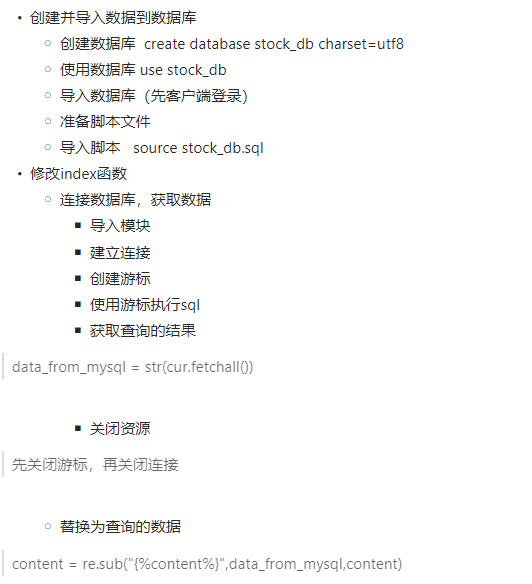 创建并导入数据到数据库
创建数据库 create database stock_db charset=utf8
使用数据库 use stock_db
导入数据库（先客户端登录）
准备脚本文件
导入脚本 source stock_db.sql
修改index函数
连接数据库，获取数据
导入模块
建立连接
创建游标
使用游标执行sql
获取查询的结果
data_from_mysql = str(cur.fetchall())
关闭资源
先关闭游标，再关闭连接
替换为查询的数据
content = re.sub("{%content%}",data_from_mysql,content)